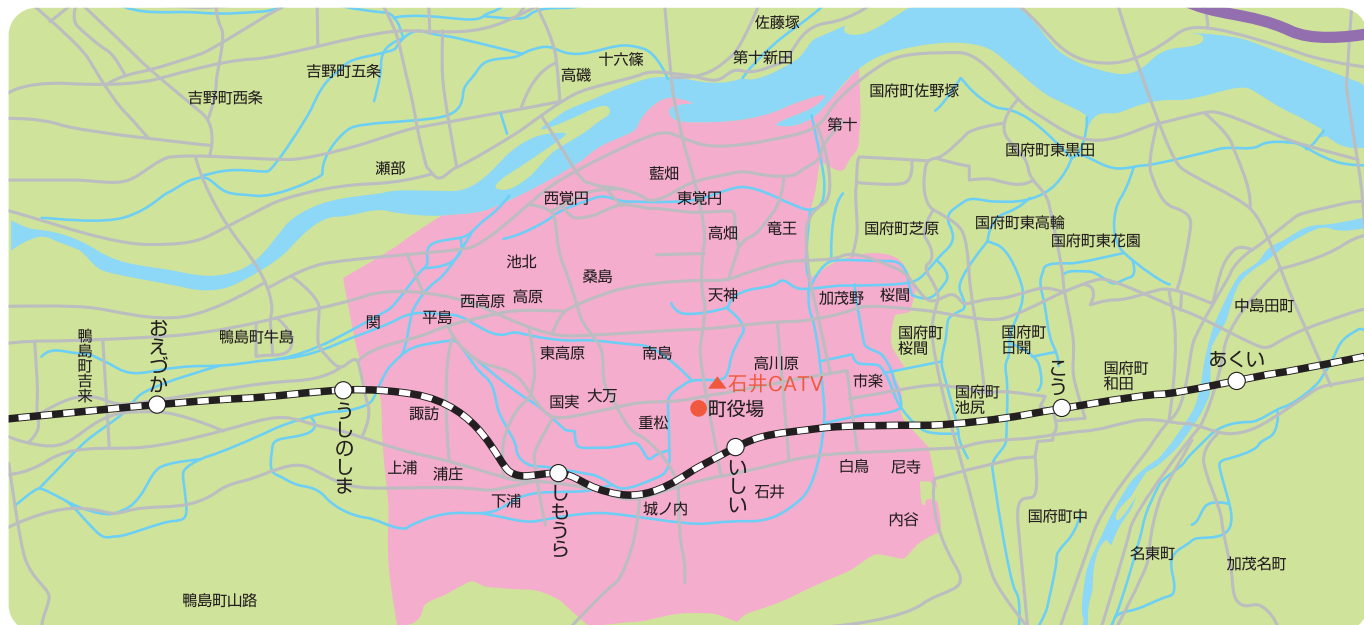 佐藤塚
十六篠
第十新田
吉野町五条
高磯
吉野町西条
国府町佐野塚
第十
国府町東黒田
瀬部
藍畑
西覚円
東覚円
高畑
竜王
国府町芝原
国府町東高輪
国府町東花園
池北
桑島
西高原
高原
天神
加茂野
桜間
中島田町
関
平島
おえづか
鴨島町牛島
鴨島町吉来
東高原
南島
高川原
国府町
桜間
国府町
日開
こう
国府町
和田
あくい
石井CATV
市楽
国府町
池尻
国実
大万
町役場
諏訪
重松
うしのしま
上浦
浦庄
下浦
しもうら
城ノ内
いしい
石井
白鳥
尼寺
内谷
国府町中
名東町
加茂名町
鴨島町山路